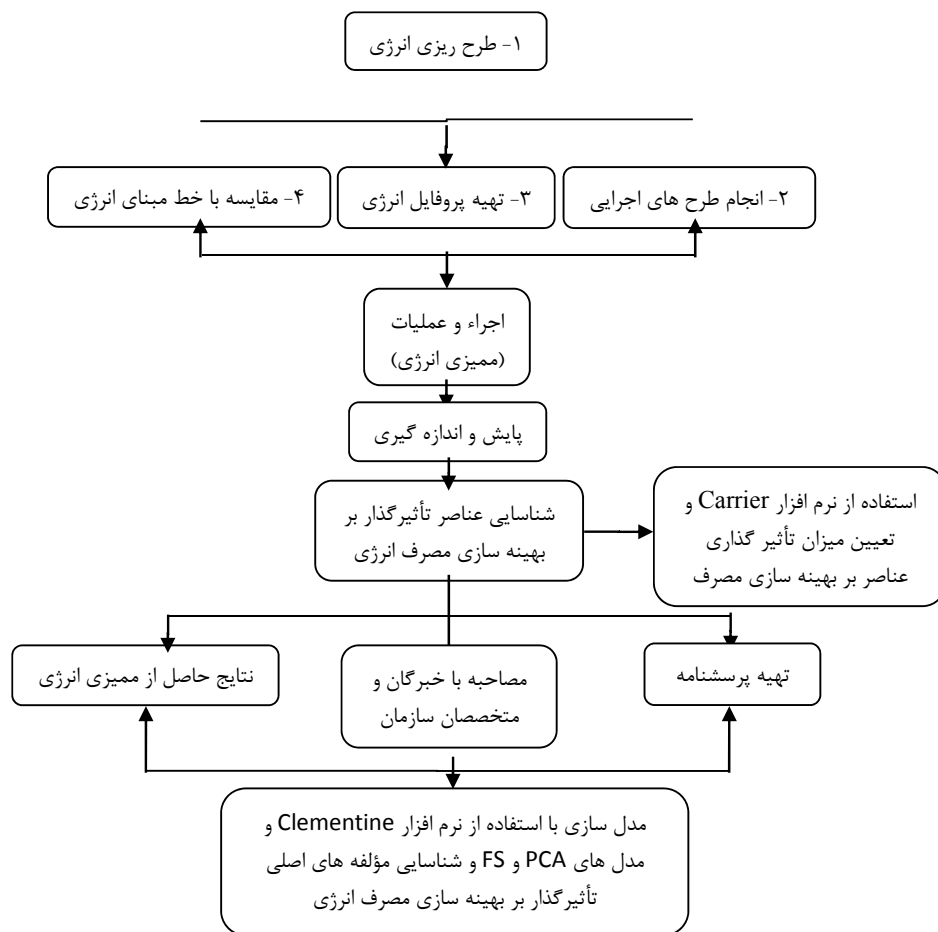 ۱- طرح ریزی انرژی
۲- انجام طرح های اجرایی
۳- تهیه پروفایل انرژی
۴- مقایسه با خط مبنای انرژی
اجراء و عملیات
(ممیزی انرژی)
پایش و اندازه گیری
شناسایی عناصر تأثیرگذار بر
بهینه سازی مصرف انرژی
استفاده از نرم افزار Carrier و
تعیین میزان تأثیر گذاری
عناصر بر بهینه سازی مصرف
تهیه پرسشنامه
مصاحبه با خبرگان و
متخصصان سازمان
نتایج حاصل از ممیزی انرژی
مدل سازی با استفاده از نرم افزار Clementine و
مدل های PCA و FS و شناسایی مؤلفه های اصلی
تأثیرگذار بر بهینه سازی مصرف انرژی